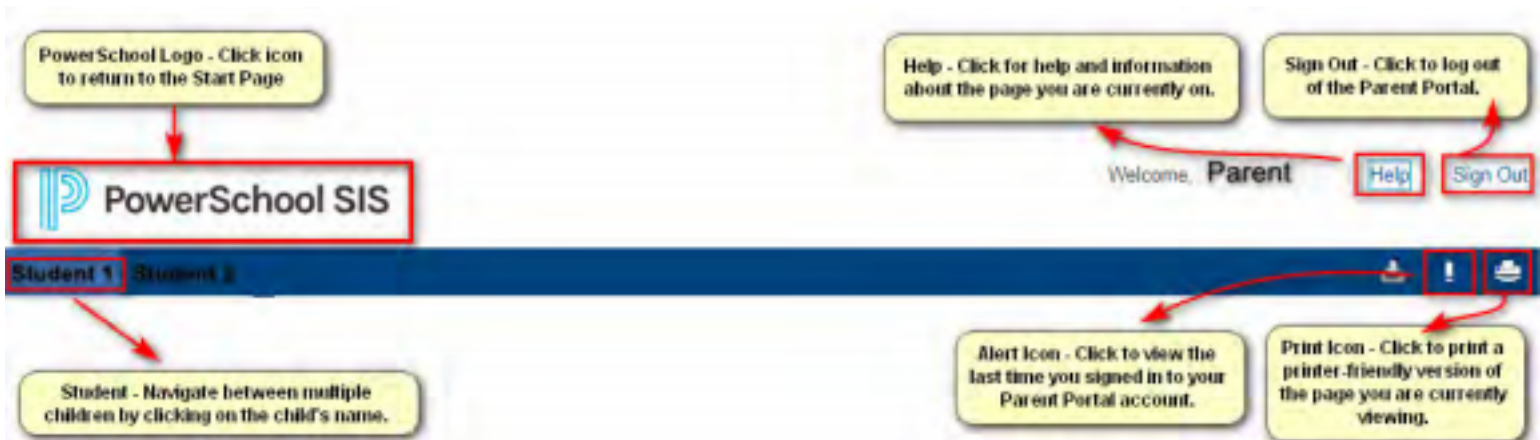 PowerSchool Logo - Click icon
to return to the Start Page
Help - Click for help and information
about the page you are currently on.
Sign Out - Click to log out
of the Parent Portal.
PowerSchool SIS
Welcome, Parent
Help
Sign Out
Student 1
Student 2
Student - Navigate between multiple
children by clicking on the child's name.
Alert Icon - Click to view the
last time you signed in to your
Parent Portal account.
Print Icon - Click to print a
printer-friendly version of
the page you are currently
viewing.